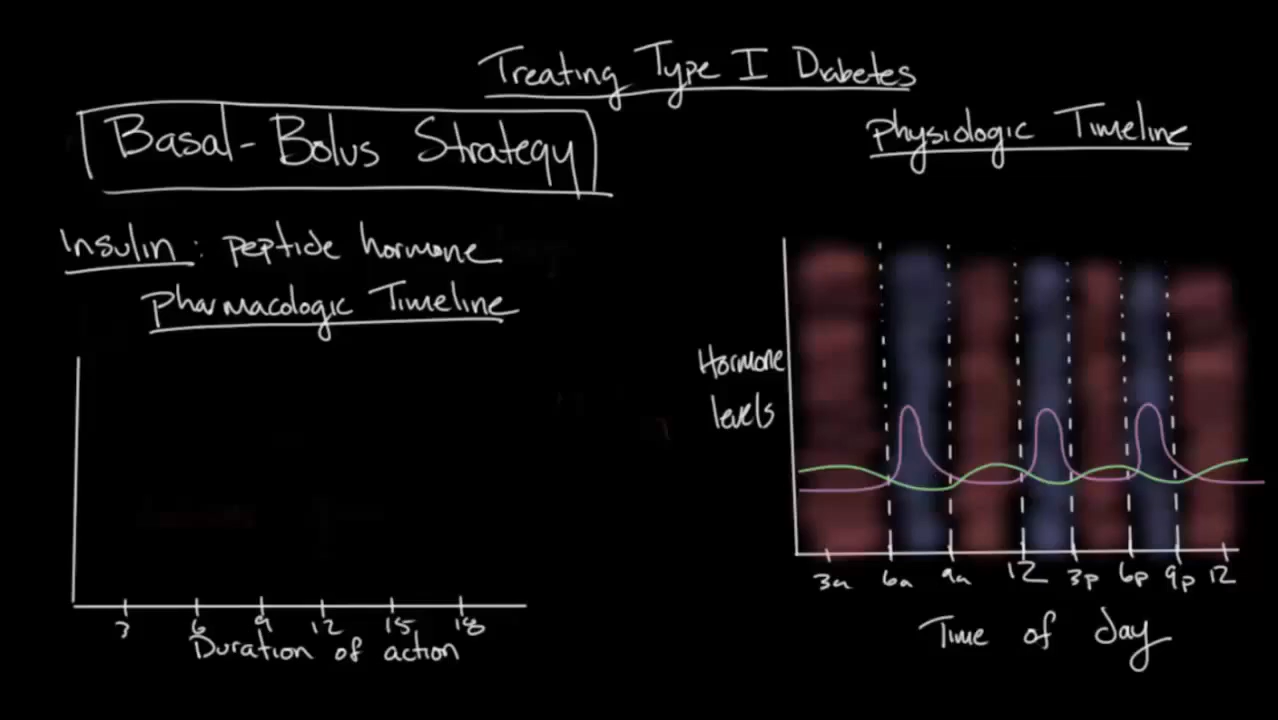 Treating Type I Diabetes
Basal-Bolus Strategy
Physiologic Timeline
Insulin: peptide hormone
Pharmacologic Timeline
Hormone
levels
3 6 9 12 15 18
Duration of action
3a 6a 9a 12 3p 6p 9p 12
Time of day